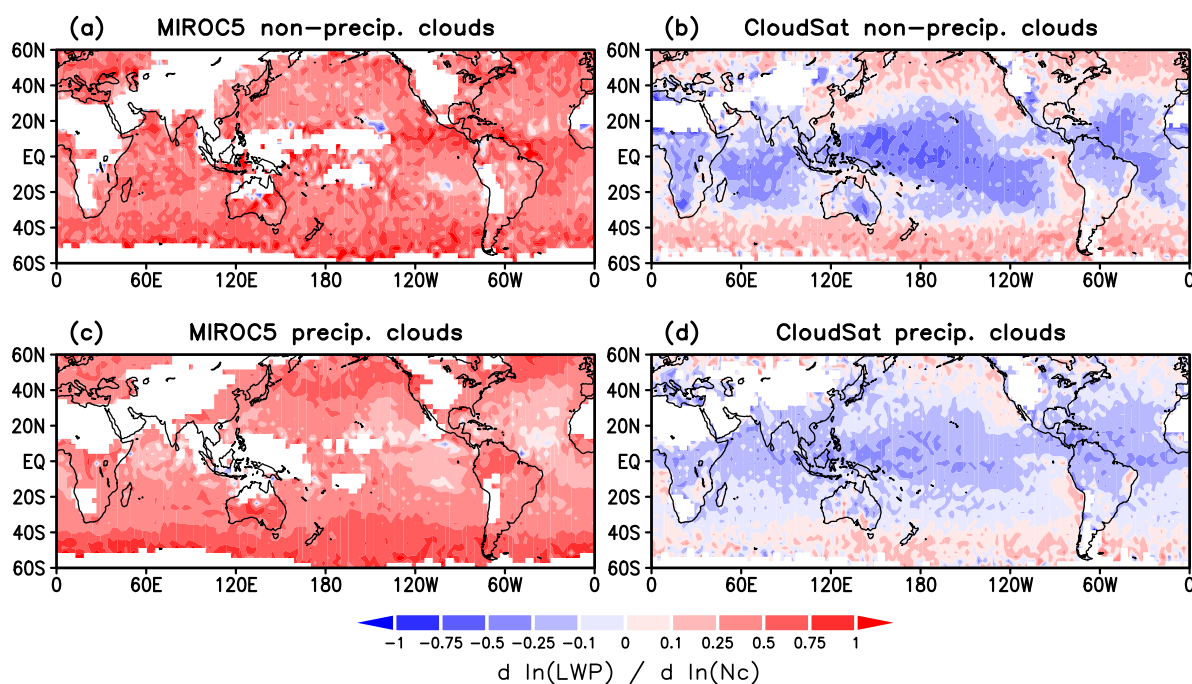 (a) MIROC5 non-precip. clouds
(b) CloudSat non-precip. clouds
60N
40N
20N
EQ
20S
40S
60S
0 60E 120E 180 120W 60W 0
60N
40N
20N
EQ
20S
40S
60S
0 60E 120E 180 120W 60W 0
(c) MIROC5 precip. clouds
(d) CloudSat precip. clouds
60N
40N
20N
EQ
20S
40S
60S
0 60E 120E 180 120W 60W 0
60N
40N
20N
EQ
20S
40S
60S
0 60E 120E 180 120W 60W 0
-1 -0.75 -0.5 -0.25 -0.1 0 0.1 0.25 0.5 0.75 1
d ln(LWP) / d ln(Nc)